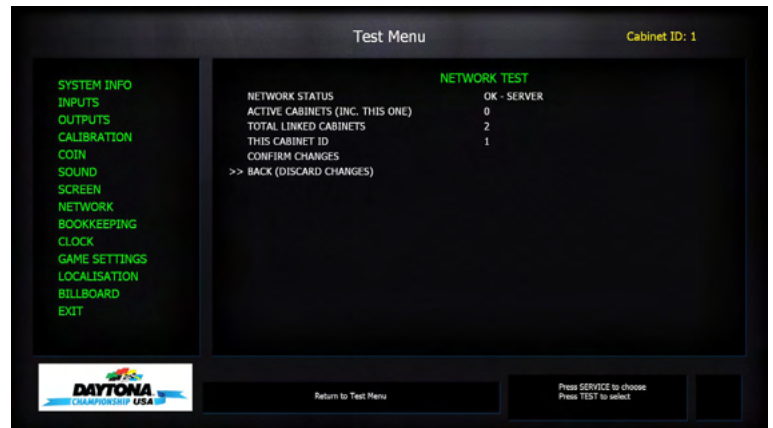 Test Menu
Cabinet ID: 1
SYSTEM INFO
INPUTS
OUTPUTS
CALIBRATION
COIN
SOUND
SCREEN
NETWORK
BOOKKEEPING
CLOCK
GAME SETTINGS
LOCALISATION
BILLBOARD
EXIT
NETWORK TEST
NETWORK STATUS OK - SERVER
ACTIVE CABINETS (INC. THIS ONE) 0
TOTAL LINKED CABINETS 2
THIS CABINET ID 1
CONFIRM CHANGES
>> BACK (DISCARD CHANGES)
DAYTONA
CHAMPIONSHIP USA
Return to Test Menu
Press SERVICE to choose
Press TEST to select